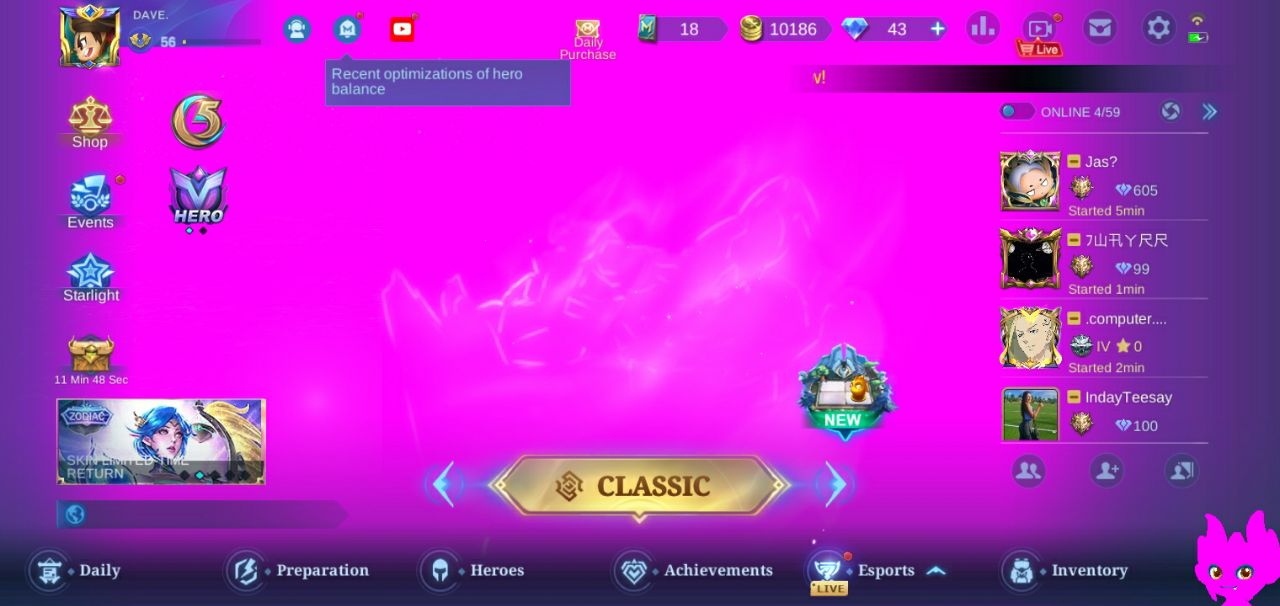 DAVE.
56
Daily
Purchase
18
10186
43
Live
Recent optimizations of hero
balance
v!
ONLINE 4/59
Shop
5
Jas?
605
Started 5min
V
HERO
Events
7山卂丫尺尺
99
Started 1min
Starlight
.computer....
IV 0
Started 2min
11 Min 48 Sec
ZODIAC
SKIN LIMITED TIME
RETURN
NEW
IndayTeesay
100
CLASSIC
Daily
Preparation
Heroes
Achievements
Esports
LIVE
Inventory